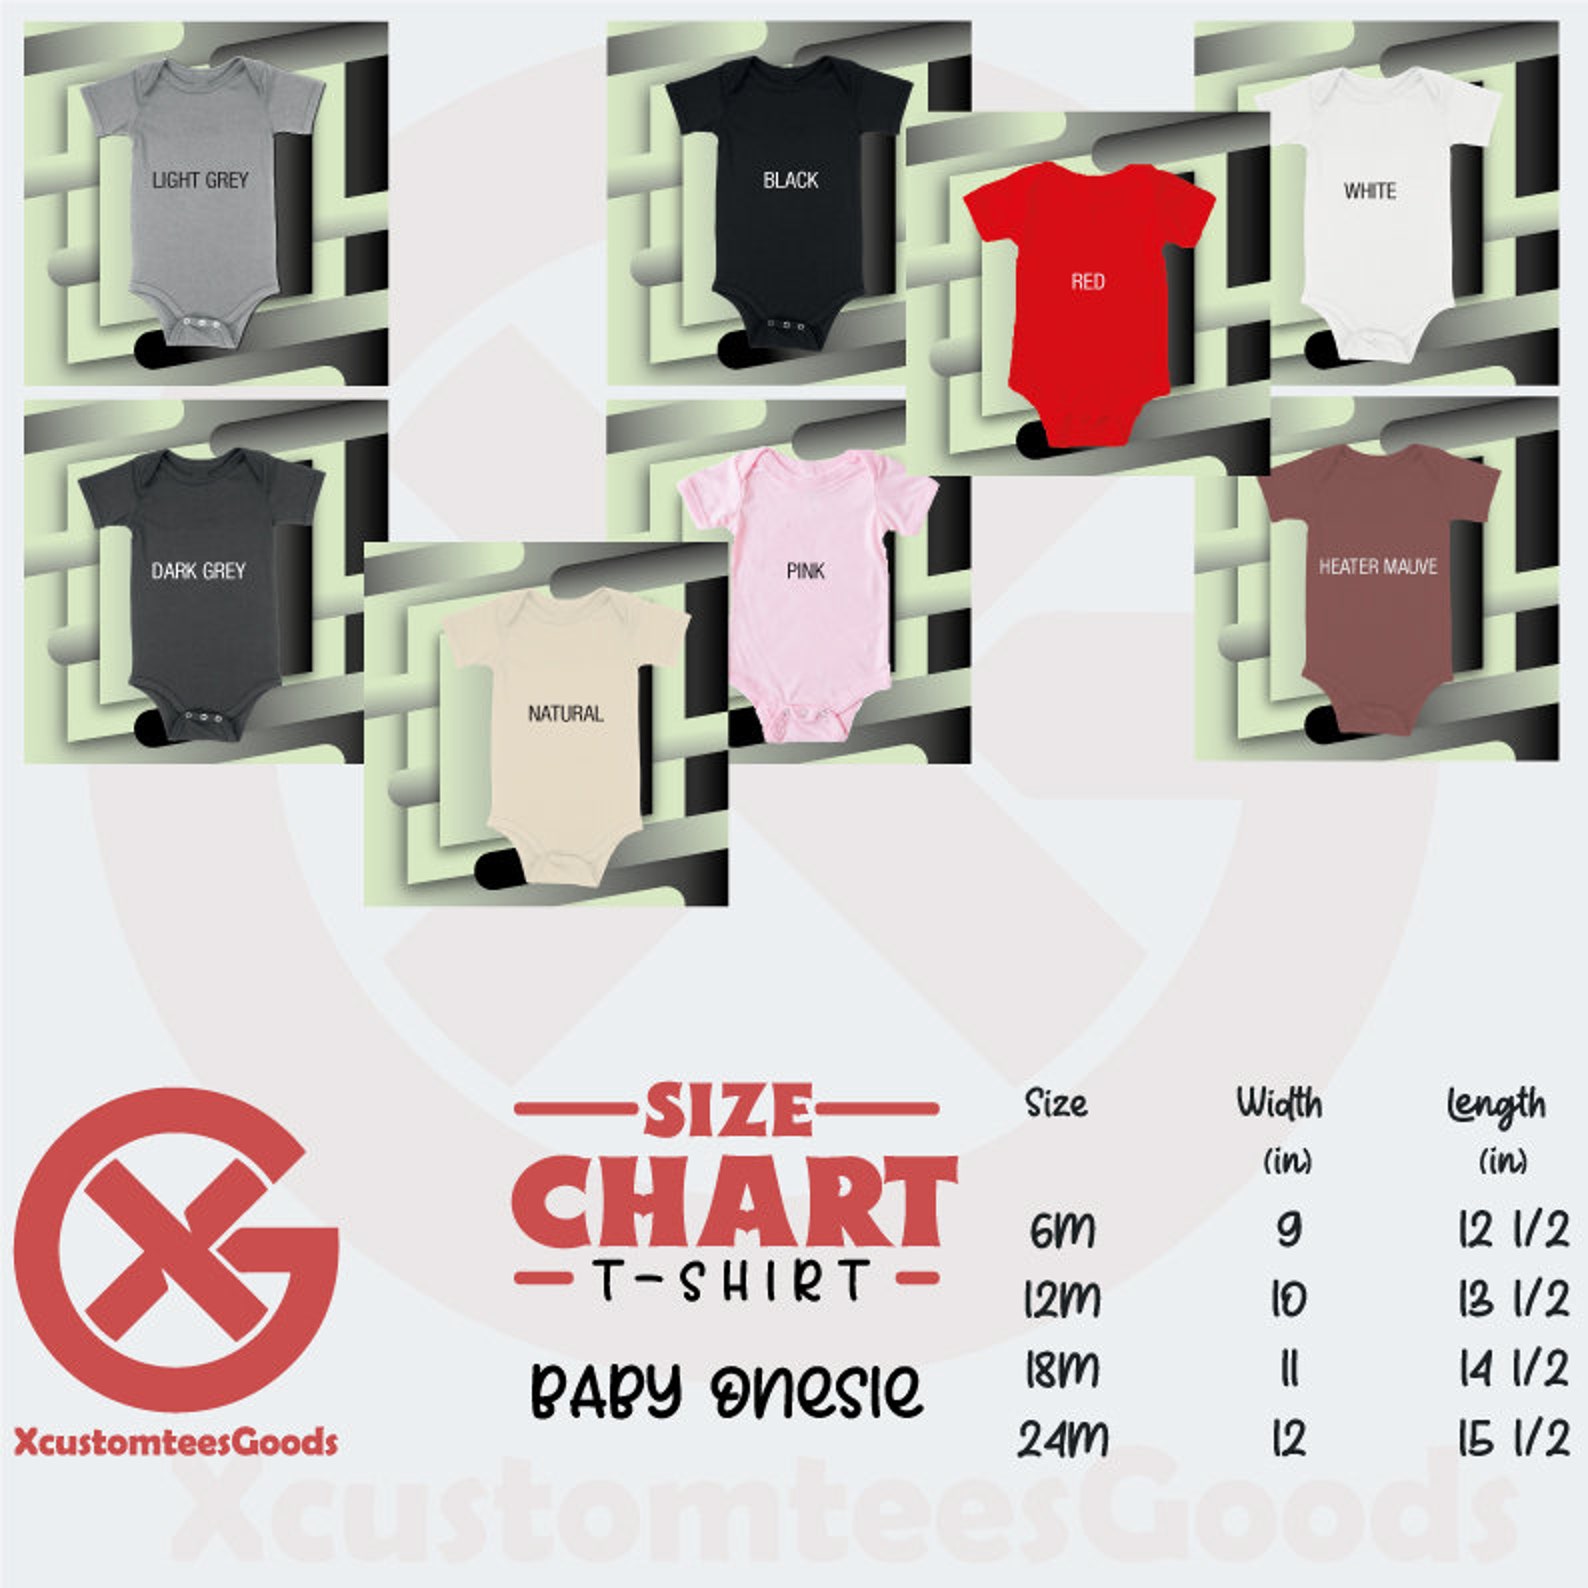 LIGHT GREY
BLACK
RED
WHITE
DARK GREY
NATURAL
PINK
HEATER MAUVE
XcustomteesGoods
SIZE
CHART
T-SHIRT
BABY ONESIE
Size Width Length
(in) (in)
6M 9 12 1/2
12M 10 13 1/2
18M 11 14 1/2
24M 12 15 1/2
XcustomteesGoods